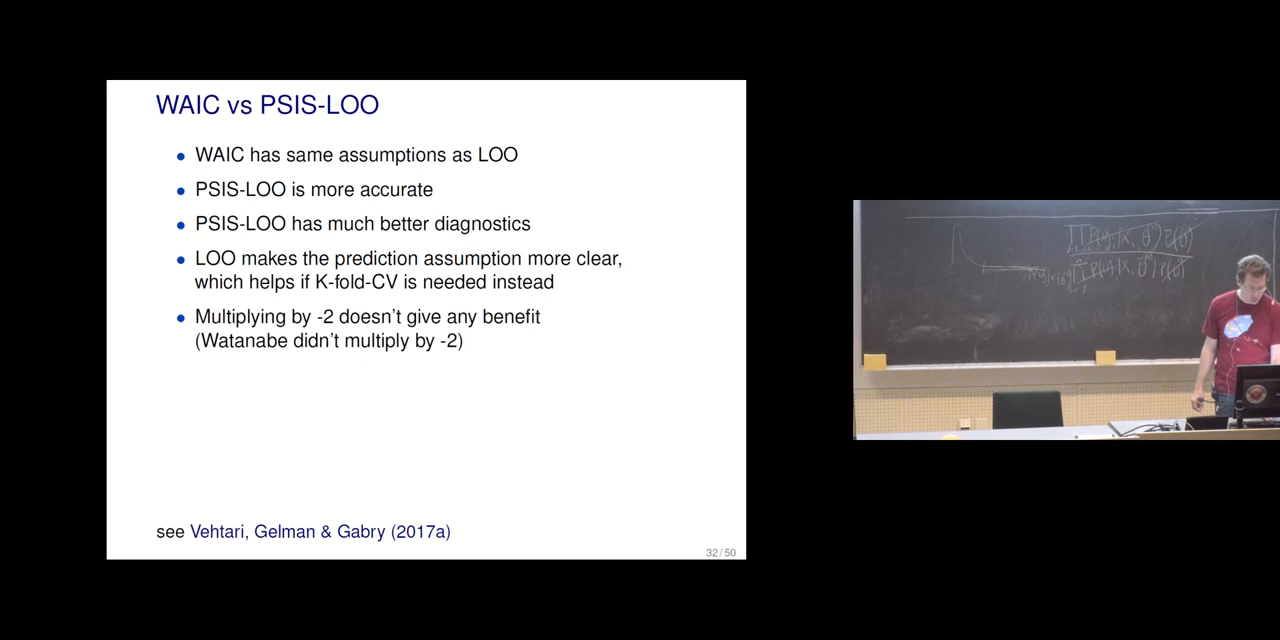 WAIC vs PSIS-LOO
• WAIC has same assumptions as LOO
• PSIS-LOO is more accurate
• PSIS-LOO has much better diagnostics
• LOO makes the prediction assumption more clear,
which helps if K-fold-CV is needed instead
• Multiplying by -2 doesn't give any benefit
(Watanabe didn't multiply by -2)
see Vehtari, Gelman & Gabry (2017a)
32 / 50